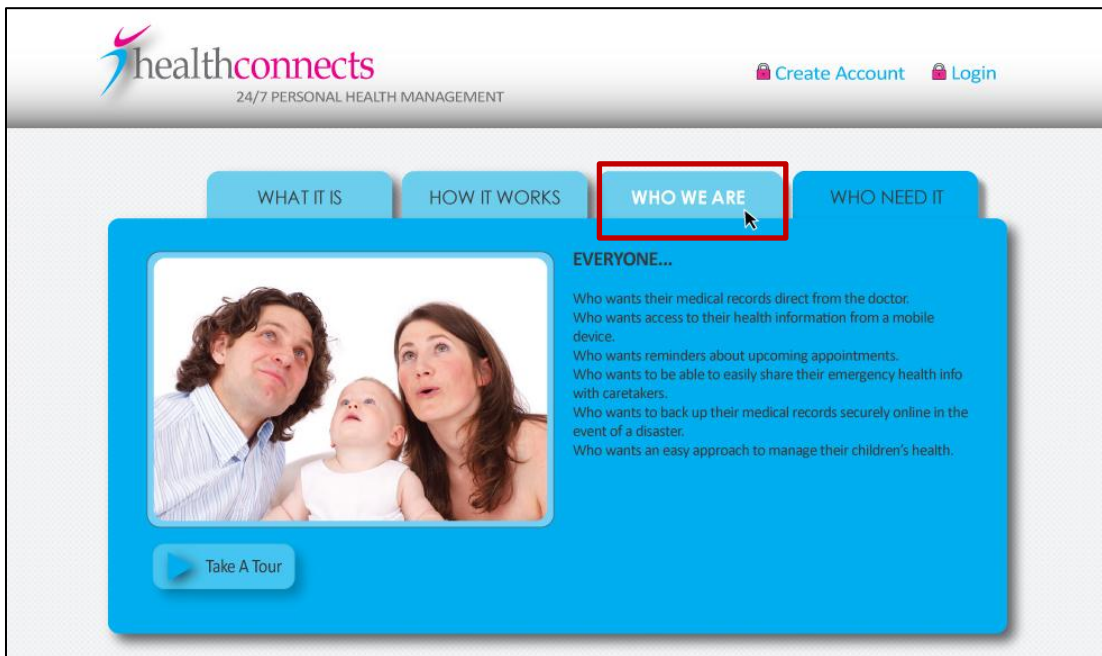 healthconnects
24/7 PERSONAL HEALTH MANAGEMENT
Create Account
Login
WHAT IT IS
HOW IT WORKS
WHO WE ARE
WHO NEED IT
EVERYONE...
Who wants their medical records direct from the doctor.
Who wants access to their health information from a mobile
device.
Who wants reminders about upcoming appointments.
Who wants to be able to easily share their emergency health info
with caretakers.
Who wants to back up their medical records securely online in the
event of a disaster.
Who wants an easy approach to manage their children's health.
Take A Tour